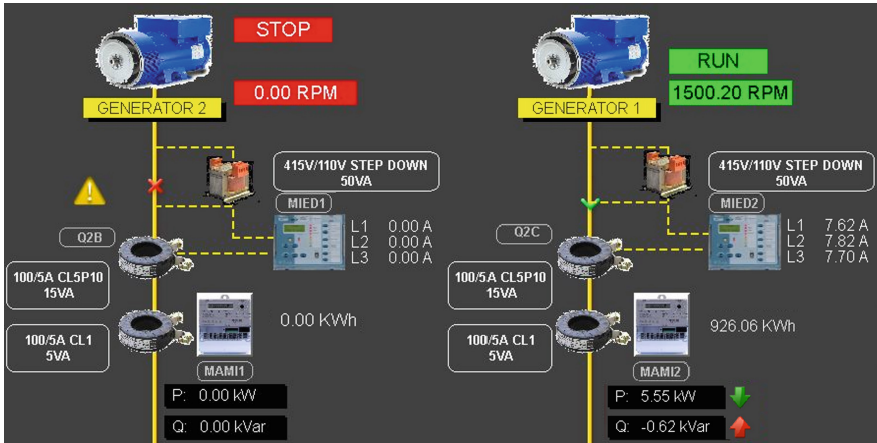 STOP
0.00 RPM
GENERATOR 2
415V/110V STEP DOWN
50VA
MIED1
Q2B
L1 0.00 A
L2 0.00 A
L3 0.00 A
100/5A CL5P10
15VA
0.00 KWh
100/5A CL1
5VA
MAMI1
P: 0.00 kW
Q: 0.00 kVar
RUN
1500.20 RPM
GENERATOR 1
415V/110V STEP DOWN
50VA
MIED2
Q2C
L1 7.62 A
L2 7.82 A
L3 7.70 A
100/5A CL5P10
15VA
926.06 KWh
100/5A CL1
5VA
MAMI2
P: 5.55 kW
Q: -0.62 kVar